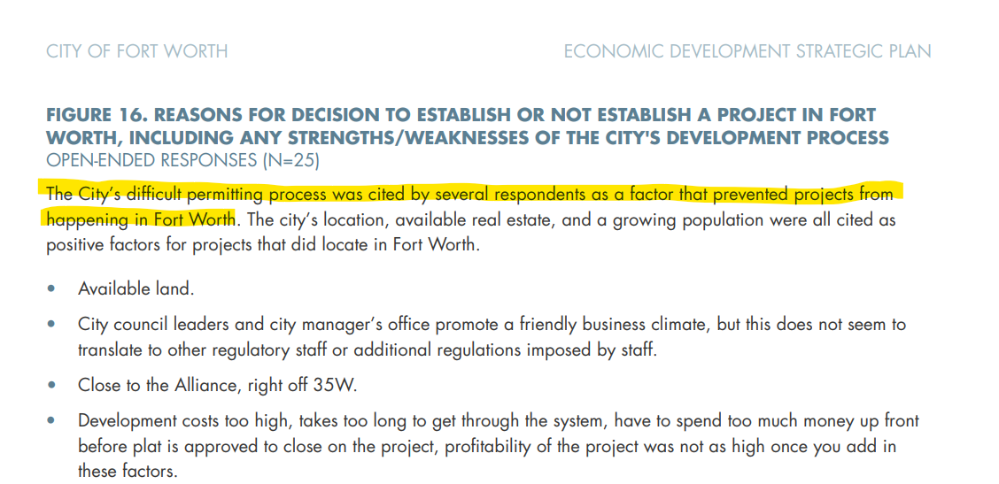 CITY OF FORT WORTH
ECONOMIC DEVELOPMENT STRATEGIC PLAN
FIGURE 16. REASONS FOR DECISION TO ESTABLISH OR NOT ESTABLISH A PROJECT IN FORT
WORTH, INCLUDING ANY STRENGTHS/WEAKNESSES OF THE CITY'S DEVELOPMENT PROCESS
OPEN-ENDED RESPONSES (N=25)
The City’s difficult permitting process was cited by several respondents as a factor that prevented projects from
happening in Fort Worth. The city’s location, available real estate, and a growing population were all cited as
positive factors for projects that did locate in Fort Worth.
• Available land.
• City council leaders and city manager’s office promote a friendly business climate, but this does not seem to
translate to other regulatory staff or additional regulations imposed by staff.
• Close to the Alliance, right off 35W.
• Development costs too high, takes too long to get through the system, have to spend too much money up front
before plat is approved to close on the project, profitability of the project was not as high once you add in
these factors.